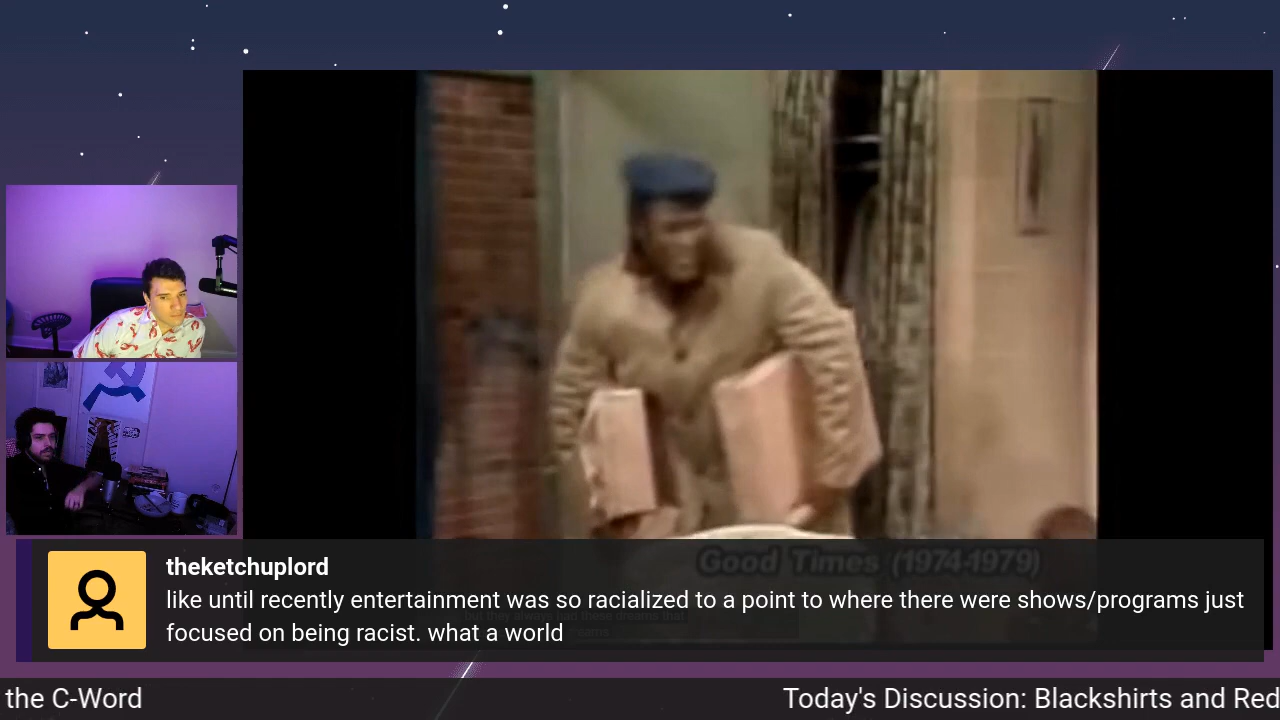 Good Times (1974-1979)
theketchuplord
like until recently entertainment was so racialized to a point to where there were shows/programs just
focused on being racist. what a world
the C-Word
Today's Discussion: Blackshirts and Red